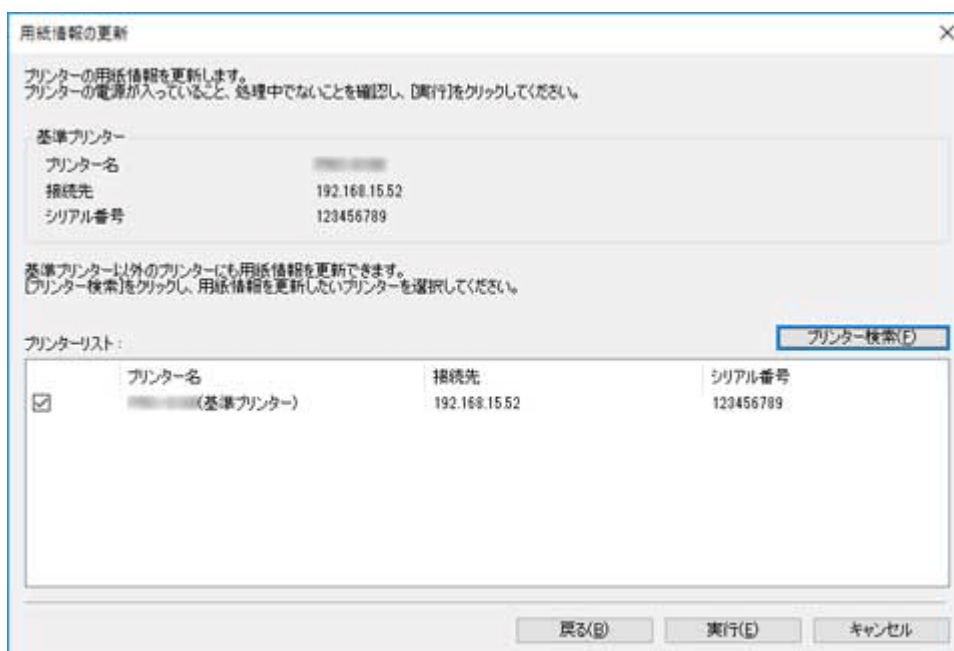 用紙情報の更新
プリンターの用紙情報を更新します。
プリンターの電源が入っていること、処理中でないことを確認し、[実行]をクリックしてください。
基準プリンター
プリンター名
接続先 192.168.15.52
シリアル番号 123456789
基準プリンター以外のプリンターにも用紙情報を更新できます。
[プリンター検索]をクリックし、用紙情報を更新したいプリンターを選択してください。
プリンター検索(F)
プリンターリスト:
プリンター名 接続先 シリアル番号
(基準プリンター) 192.168.15.52 123456789
戻る(B) 実行(E) キャンセル